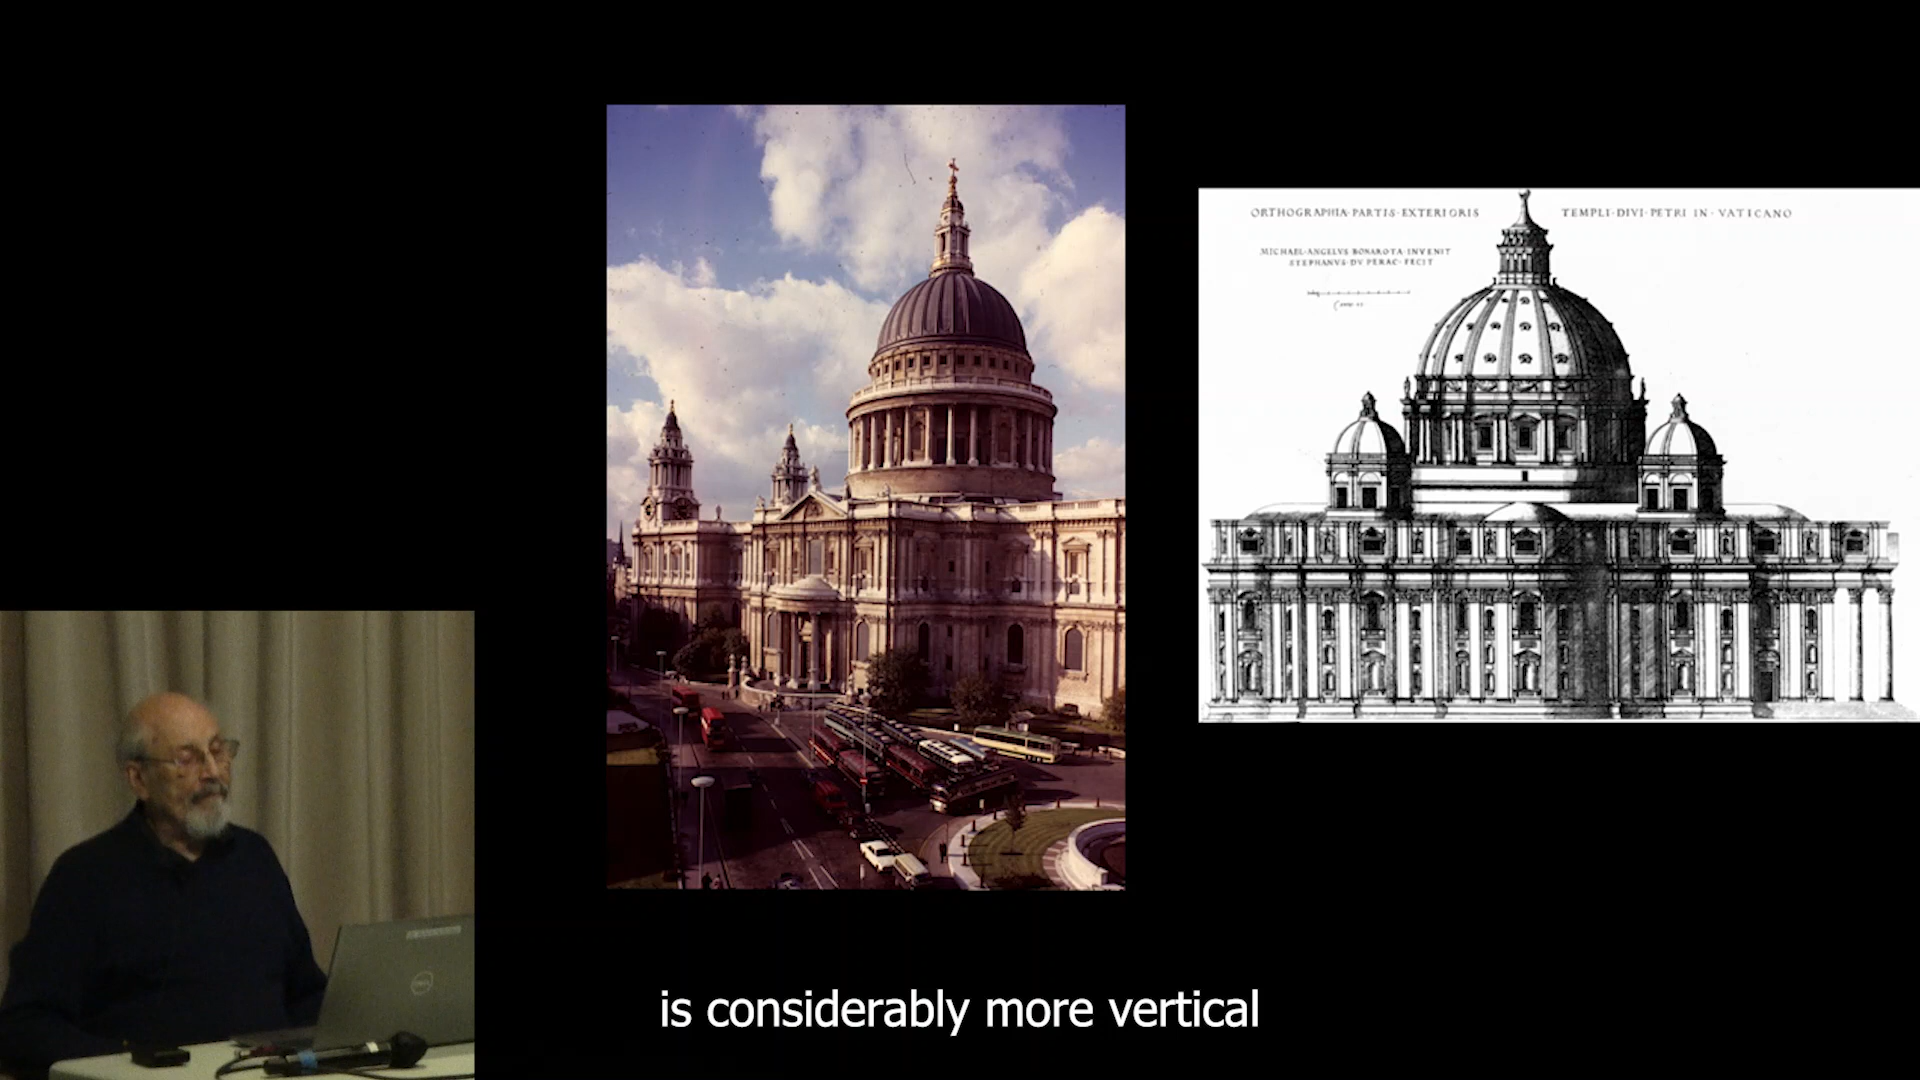 ORTHOGRAPHIA·PARTIS·EXTERIORIS TEMPLI·DIVI·PETRI IN·VATICANO
MICHAEL·ANGELVS BONAROTA·INVENIT
STEPHANVS·DV PERAC·FECIT
DELL
is considerably more vertical